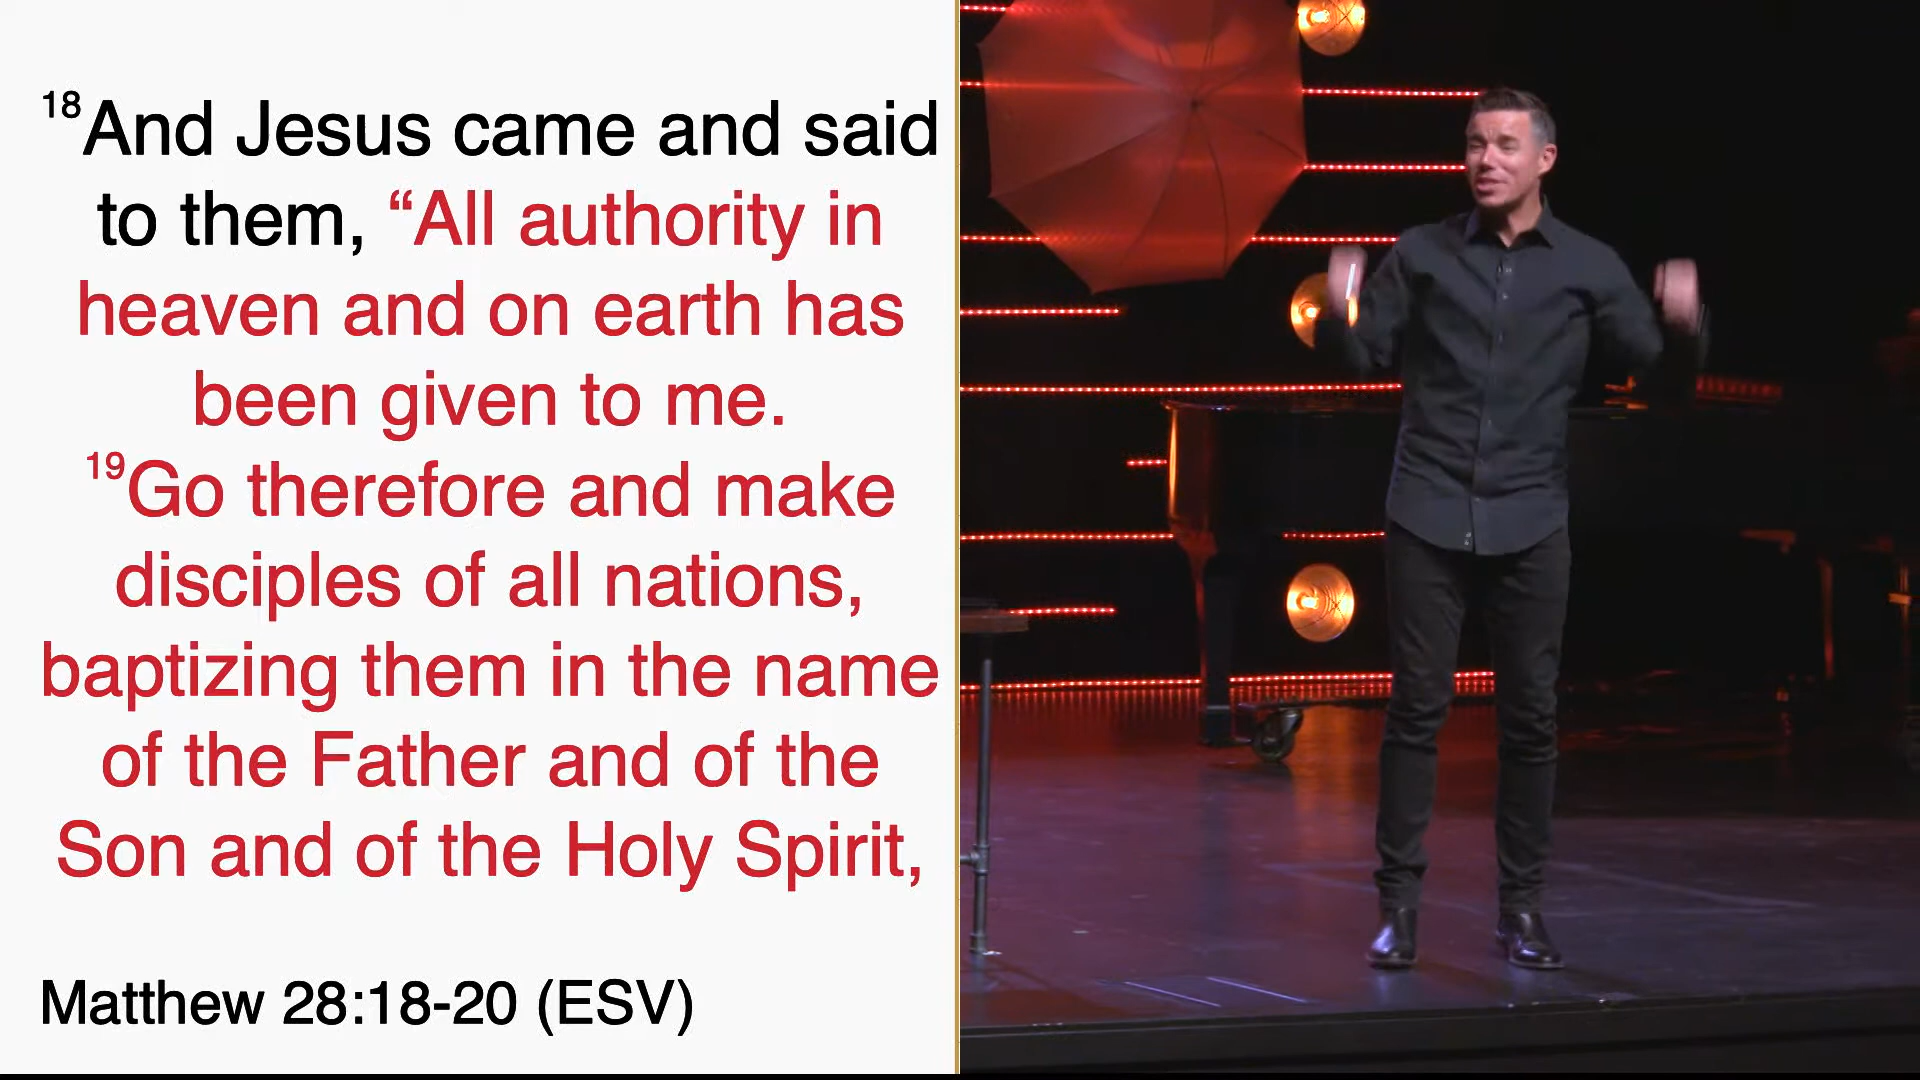 18And Jesus came and said
to them, “All authority in
heaven and on earth has
been given to me.
19Go therefore and make
disciples of all nations,
baptizing them in the name
of the Father and of the
Son and of the Holy Spirit,
Matthew 28:18-20 (ESV)